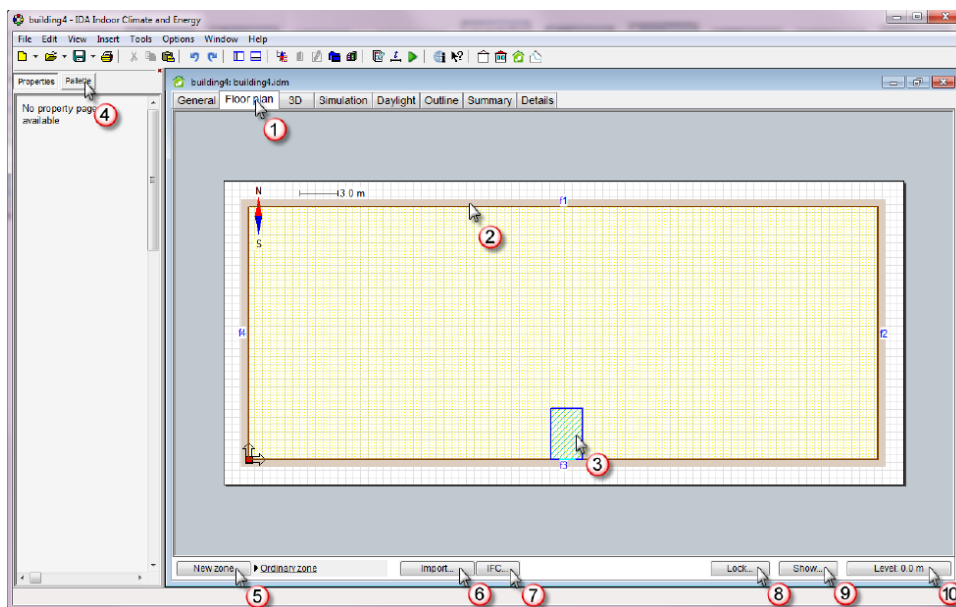 building4 - IDA Indoor Climate and Energy
File Edit View Insert Tools Options Window Help
Properties Palette
building4: building4.idm
General Floor plan 3D Simulation Daylight Outline Summary Details
No property page
available
4
1
N
3.0 m
f1
2
S
f4
f2
3
f3
New zone Ordinary zone Import... IFC... Lock... Show... Level: 0.0 m
5
6
7
8
9
10